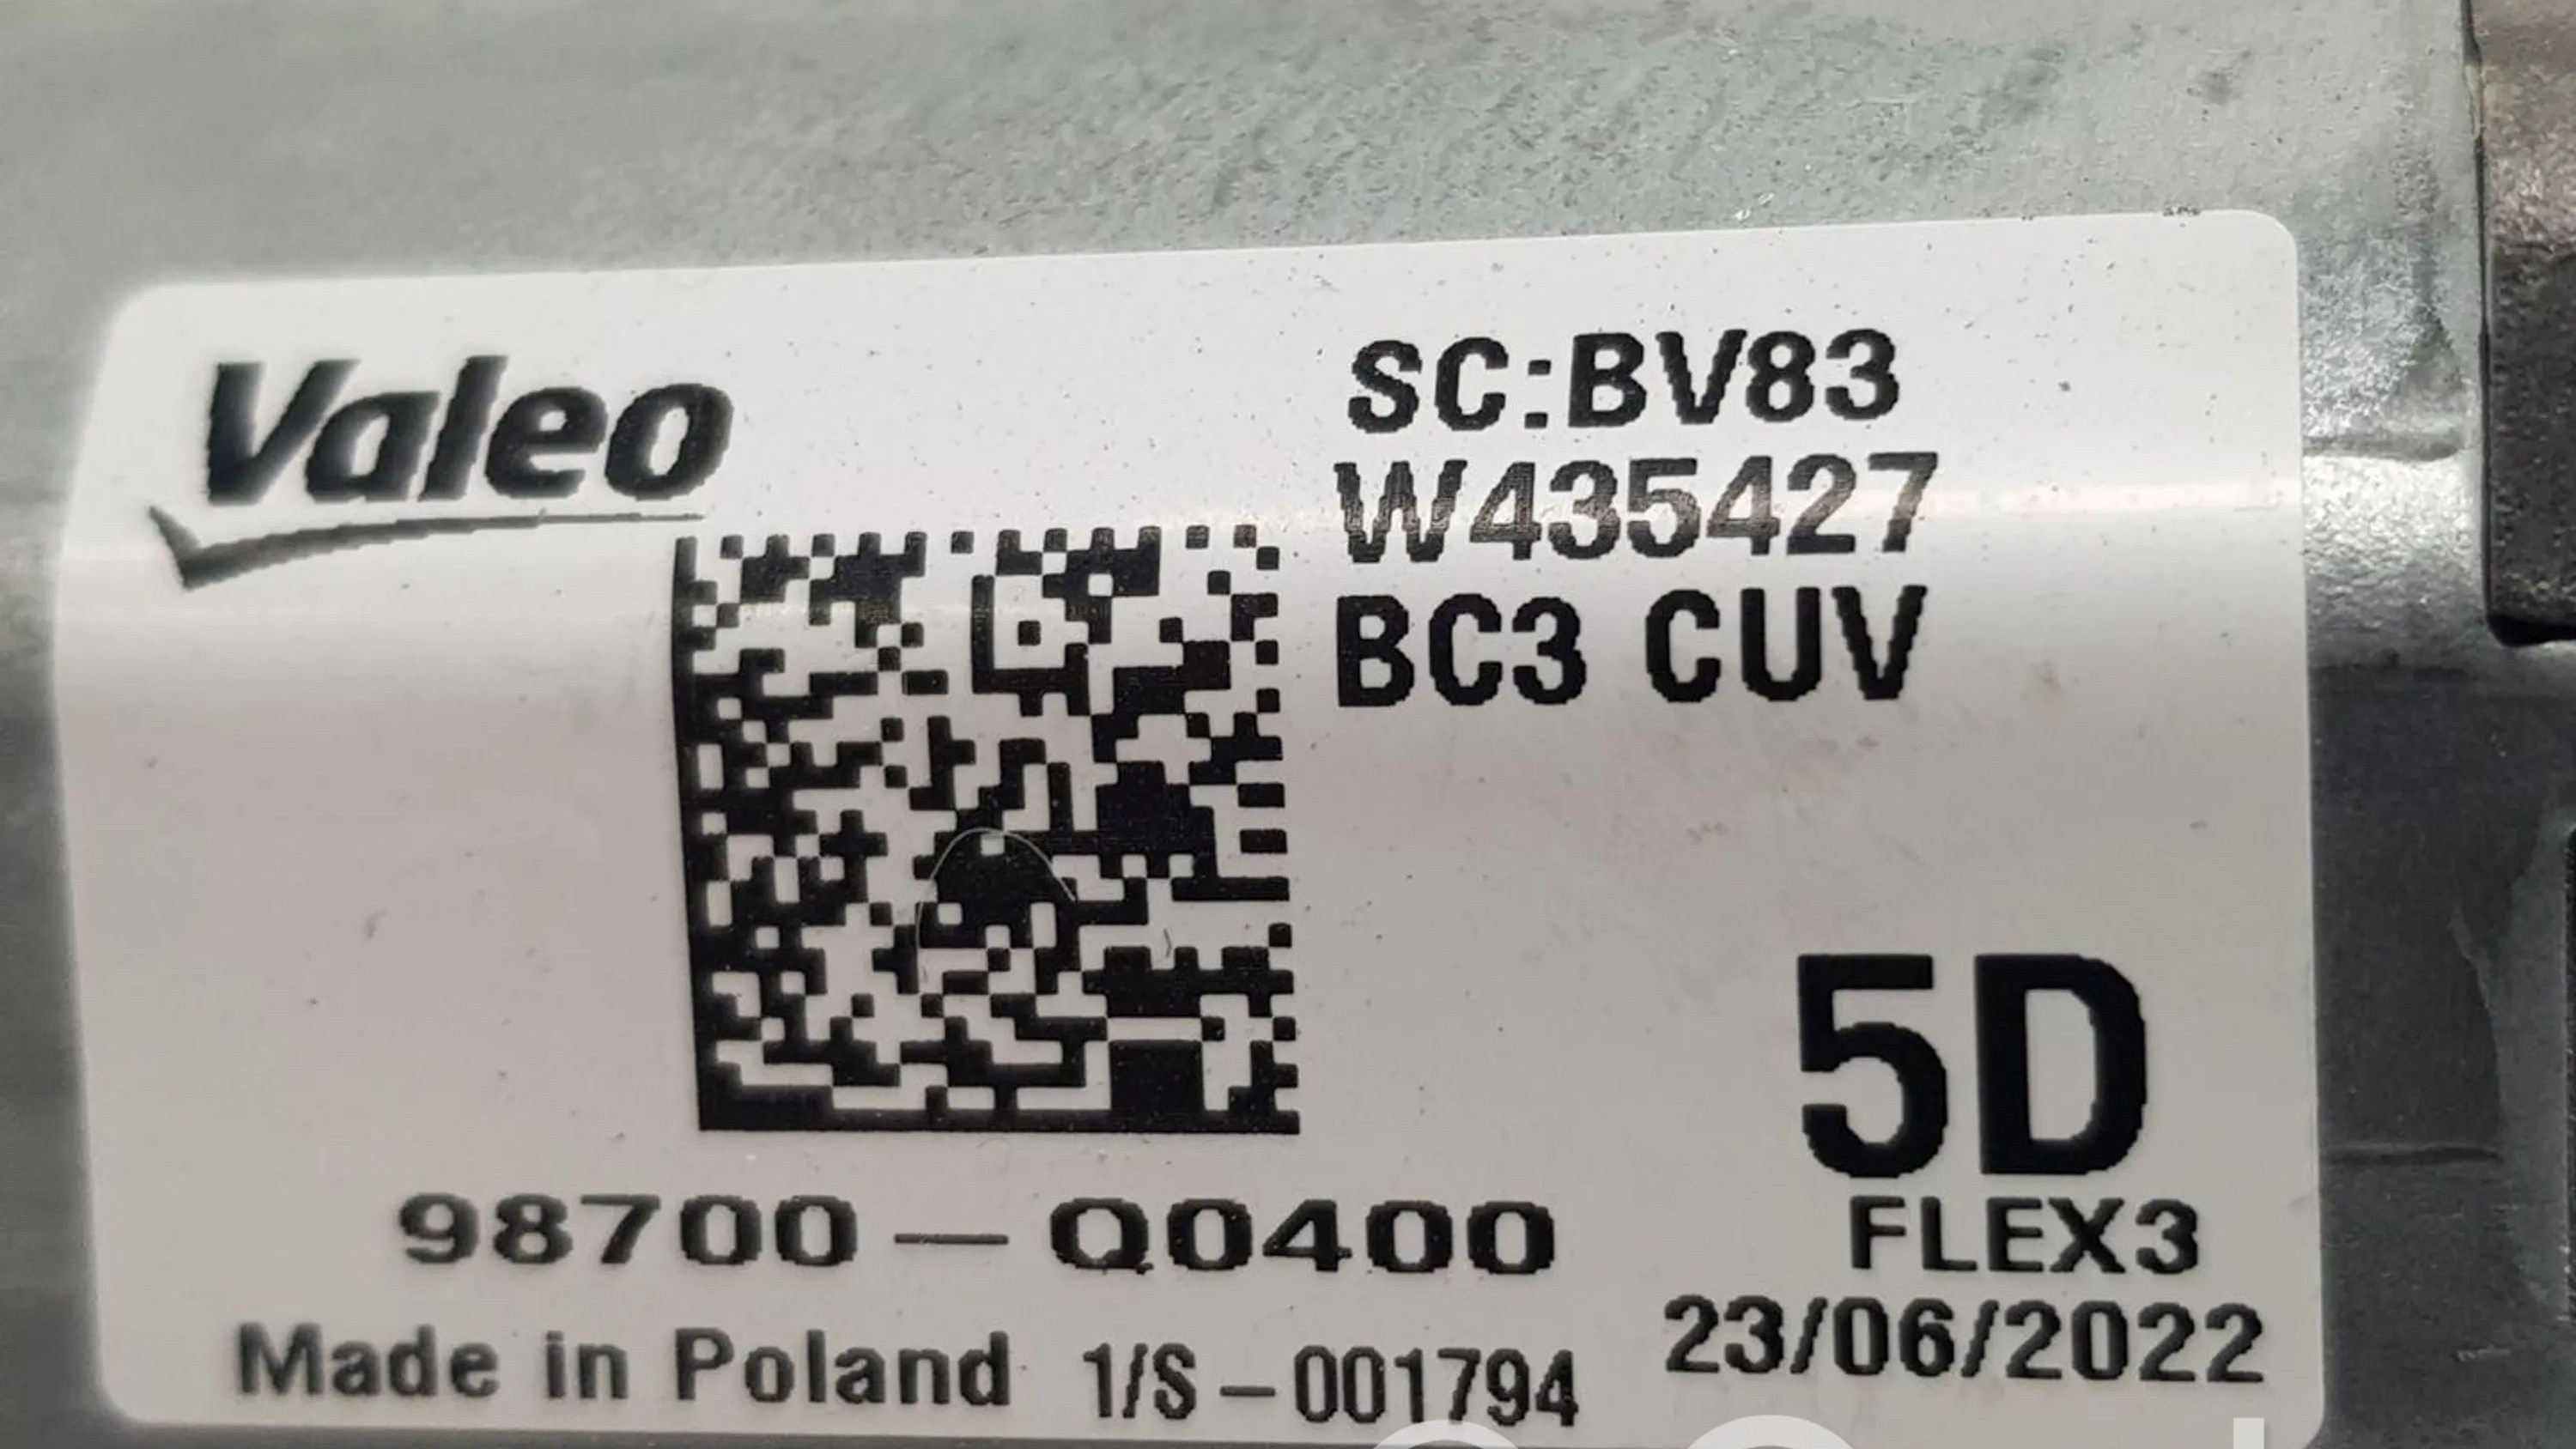 Valeo
SC:BV83
W435427
BC3 CUV
5D
FLEX3
98700-Q0400
23/06/2022
Made in Poland 1/S-001794